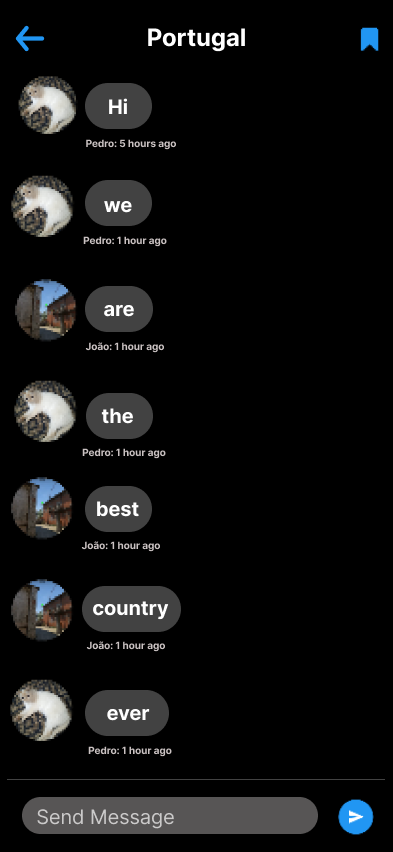 Portugal
Hi
Pedro: 5 hours ago
we
Pedro: 1 hour ago
are
João: 1 hour ago
the
Pedro: 1 hour ago
best
João: 1 hour ago
country
João: 1 hour ago
ever
Pedro: 1 hour ago
Send Message